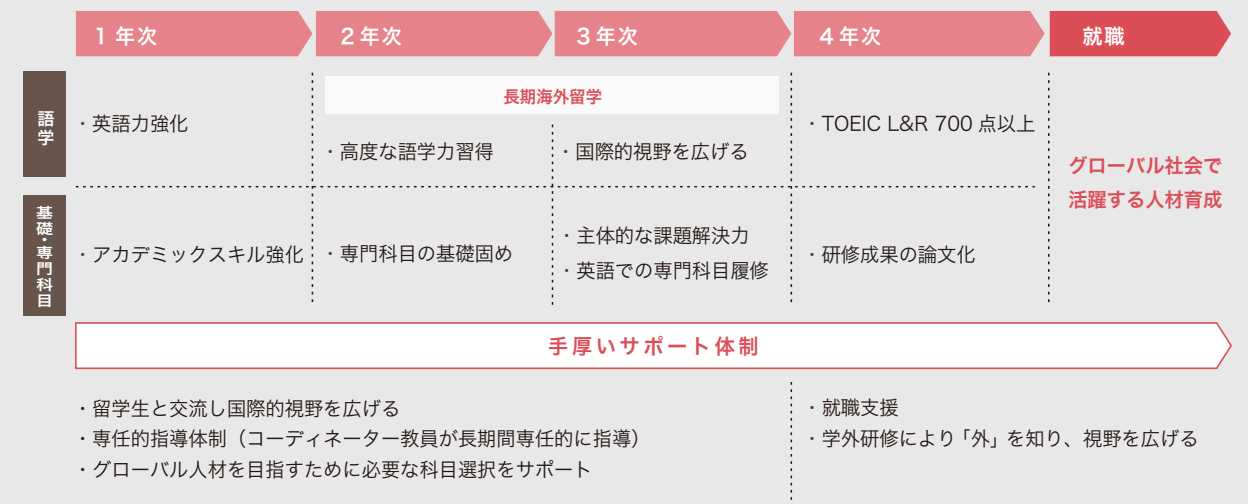 1 年次
2 年次
3 年次
4 年次
就職
語学
・英語力強化
長期海外留学
・高度な語学力習得
・国際的視野を広げる
・TOEIC L&R 700 点以上
グローバル社会で
活躍する人材育成
基礎・専門科目
・アカデミックスキル強化
・専門科目の基礎固め
・主体的な課題解決力
・英語での専門科目履修
・研修成果の論文化
手厚いサポート体制
・留学生と交流し国際的視野を広げる
・専任的指導体制（コーディネーター教員が長期間専任的に指導）
・グローバル人材を目指すために必要な科目選択をサポート
・就職支援
・学外研修により「外」を知り、視野を広げる